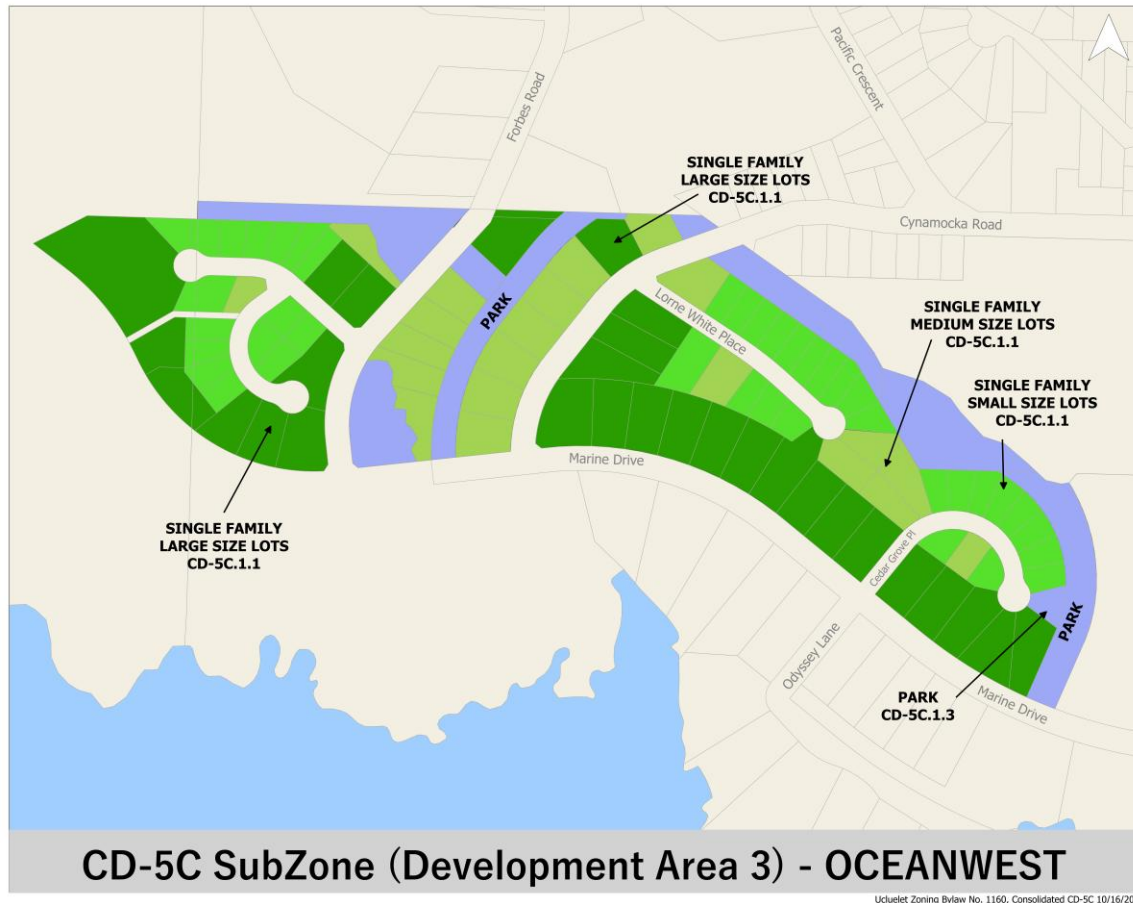 Forbes Road
Pacific Crescent
SINGLE FAMILY
LARGE SIZE LOTS
CD-5C.1.1
Cynamocka Road
PARK
Lorne White Place
SINGLE FAMILY
MEDIUM SIZE LOTS
CD-5C.1.1
SINGLE FAMILY
SMALL SIZE LOTS
CD-5C.1.1
Marine Drive
SINGLE FAMILY
LARGE SIZE LOTS
CD-5C.1.1
Cedar Grove Pl
Odyssey Lane
PARK
PARK
CD-5C.1.3
Marine Drive
CD-5C SubZone (Development Area 3) - OCEANWEST
Ucluelet Zoning Bylaw No. 1160, Consolidated CD-5C 10/16/20